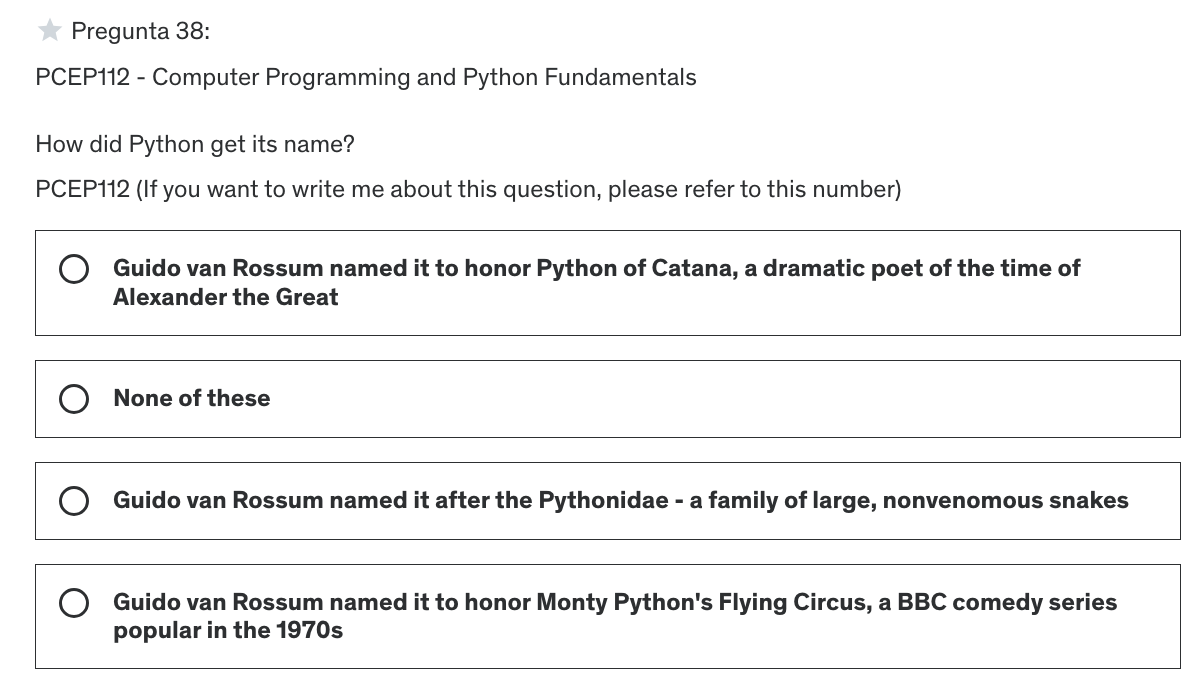 Pregunta 38:
PCEP112 - Computer Programming and Python Fundamentals
How did Python get its name?
PCEP112 (If you want to write me about this question, please refer to this number)
Guido van Rossum named it to honor Python of Catana, a dramatic poet of the time of
Alexander the Great
None of these
Guido van Rossum named it after the Pythonidae - a family of large, nonvenomous snakes
Guido van Rossum named it to honor Monty Python's Flying Circus, a BBC comedy series
popular in the 1970s